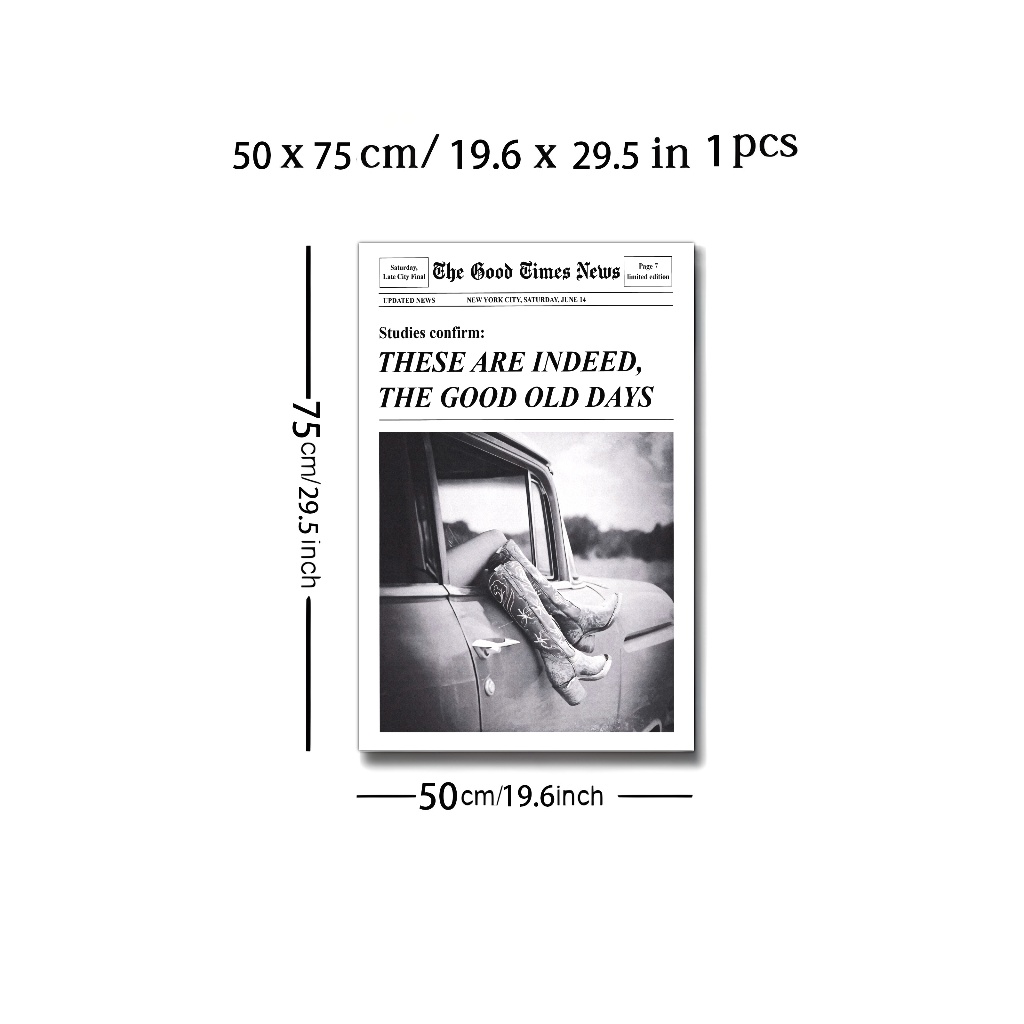 50 x 75 cm/ 19.6 x 29.5 in 1 pcs
Saturday,
Late City Final
The Good Times News
Page 7
limited edition
UPDATED NEWS
NEW YORK CITY, SATURDAY, JUNE 14
Studies confirm:
THESE ARE INDEED,
THE GOOD OLD DAYS
75cm/29.5inch
50cm/19.6inch